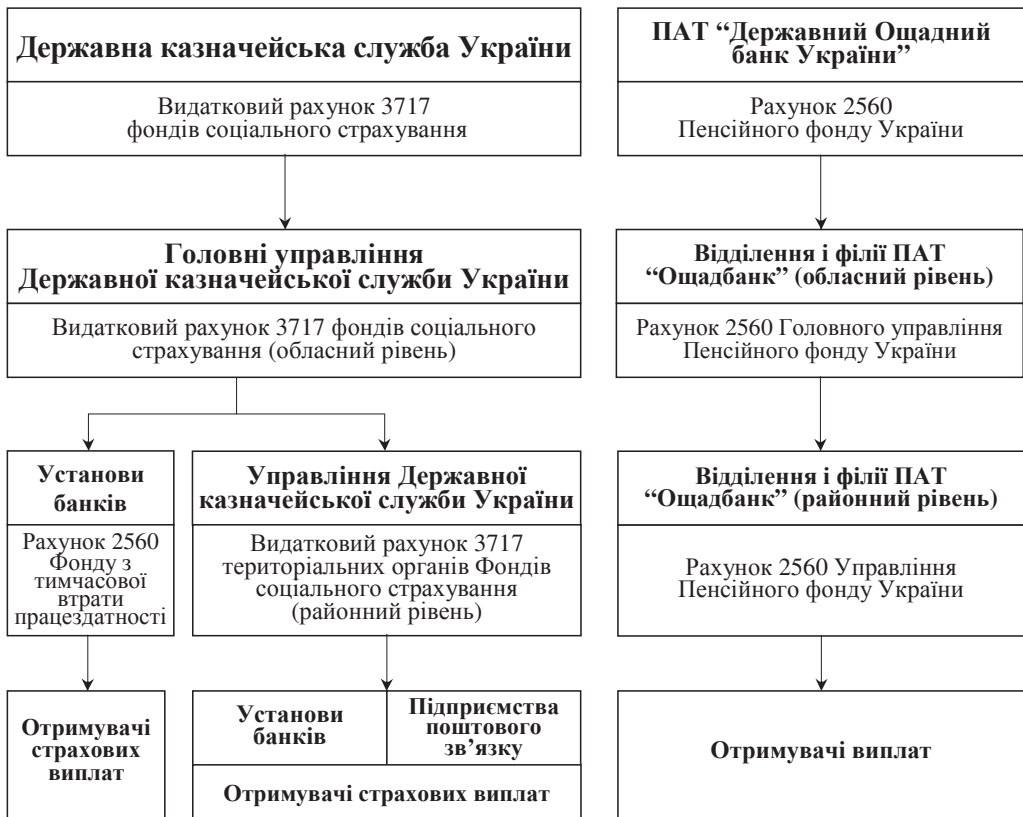 Державна казначейська служба України
Видатковий рахунок 3717
фондів соціального страхування
ПАТ “Державний Ощадний
банк України”
Рахунок 2560
Пенсійного фонду України
Головні управління
Державної казначейської служби України
Видатковий рахунок 3717 фондів соціального
страхування (обласний рівень)
Відділення і філії ПАТ
“Ощадбанк” (обласний рівень)
Рахунок 2560 Головного управління
Пенсійного фонду України
Установи
банків
Рахунок 2560
Фонду з
тимчасової
втрати
працездатності
Управління Державної
казначейської служби України
Видатковий рахунок 3717
територіальних органів Фондів
соціального страхування
(районний рівень)
Відділення і філії ПАТ
“Ощадбанк” (районний рівень)
Рахунок 2560 Управління
Пенсійного фонду України
Отримувачі
страхових
виплат
Установи
банків
Підприємства
поштового
зв’язку
Отримувачі страхових виплат
Отримувачі виплат